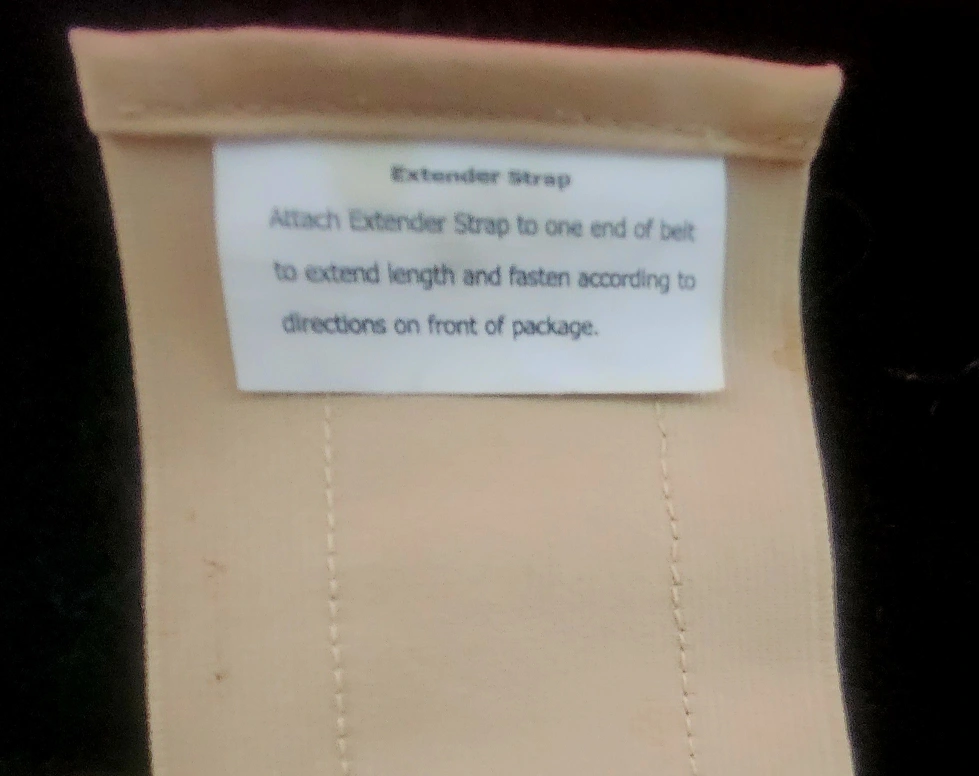 Extender Strap
Attach Extender Strap to one end of belt
to extend length and fasten according to
directions on front of package.